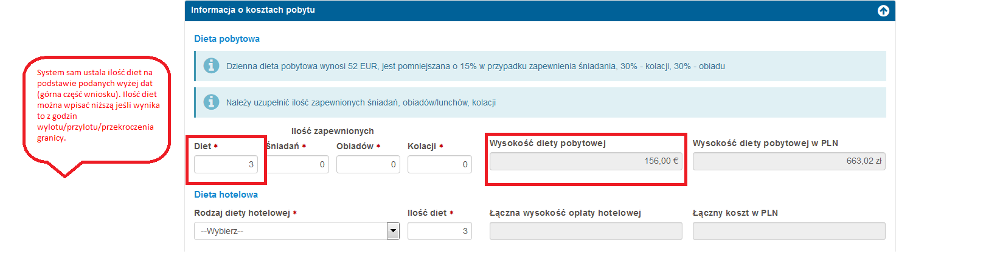 Informacja o kosztach pobytu
Dieta pobytowa
Dzienna dieta pobytowa wynosi 52 EUR, jest pomniejszana o 15% w przypadku zapewnienia śniadania, 30% - kolacji, 30% - obiadu
Należy uzupełnić ilość zapewnionych śniadań, obiadów/lunchów, kolacji
System sam ustala ilość diet na
podstawie podanych wyżej dat
(górna część wniosku). Ilość diet
można wpisać niższą jeśli wynika
to z godzin
wylotu/przylotu/przekroczenia
granicy.
Ilość zapewnionych
Diet * Śniadań * Obiadów * Kolacji * Wysokość diety pobytowej Wysokość diety pobytowej w PLN
3 0 0 0 156,00 € 663,02 zł
Dieta hotelowa
Rodzaj diety hotelowej * Ilość diet * Łączna wysokość opłaty hotelowej Łączny koszt w PLN
--Wybierz-- 3